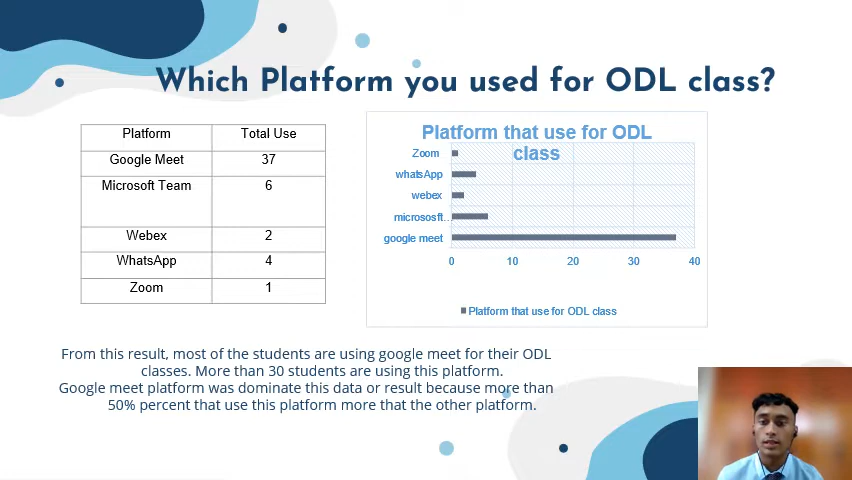 Which Platform you used for ODL class?
Platform Total Use
Google Meet 37
Microsoft Team 6
Webex 2
WhatsApp 4
Zoom 1
Platform that use for ODL
class
Zoom
whatsApp
webex
micrososft..
google meet
0 10 20 30 40
Platform that use for ODL class
From this result, most of the students are using google meet for their ODL
classes. More than 30 students are using this platform.
Google meet platform was dominate this data or result because more than
50% percent that use this platform more that the other platform.